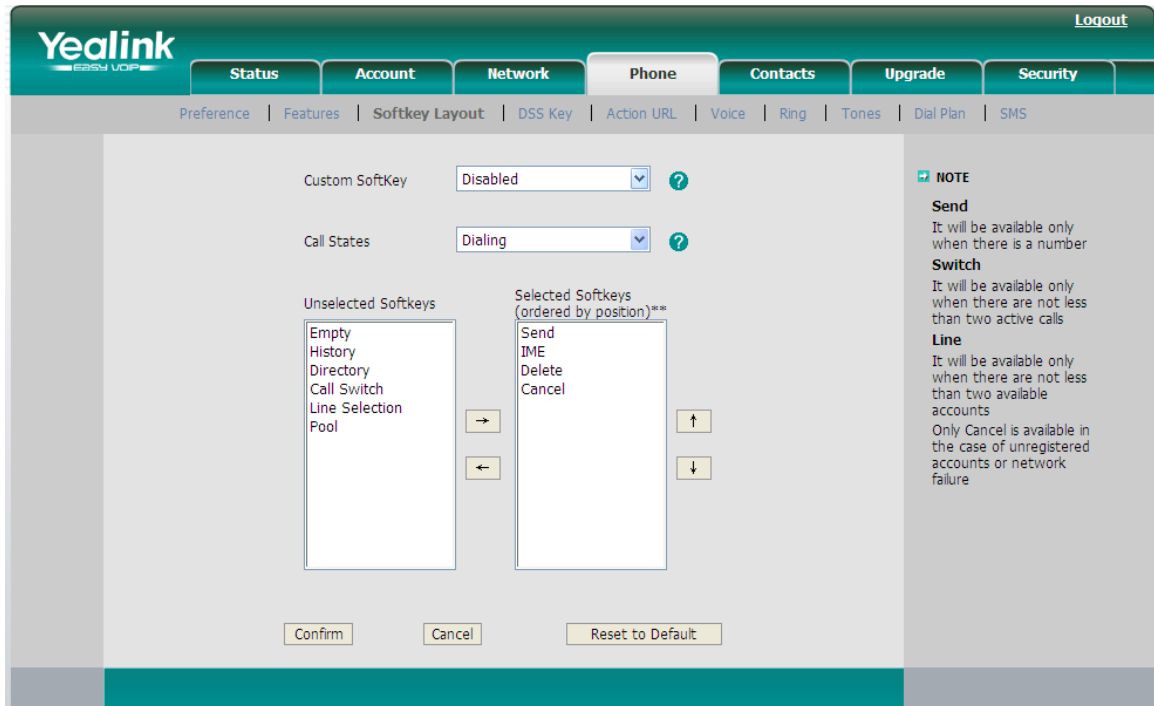 Logout
Yealink
EASY VOIP
Status Account Network Phone Contacts Upgrade Security
Preference | Features | Softkey Layout | DSS Key | Action URL | Voice | Ring | Tones | Dial Plan | SMS
Custom SoftKey Disabled ?
Call States Dialing ?
Unselected Softkeys
Empty
History
Directory
Call Switch
Line Selection
Pool
→
←
Selected Softkeys
(ordered by position)**
Send
IME
Delete
Cancel
↑
↓
Confirm Cancel Reset to Default
NOTE
Send
It will be available only
when there is a number
Switch
It will be available only
when there are not less
than two active calls
Line
It will be available only
when there are not less
than two available
accounts
Only Cancel is available in
the case of unregistered
accounts or network
failure